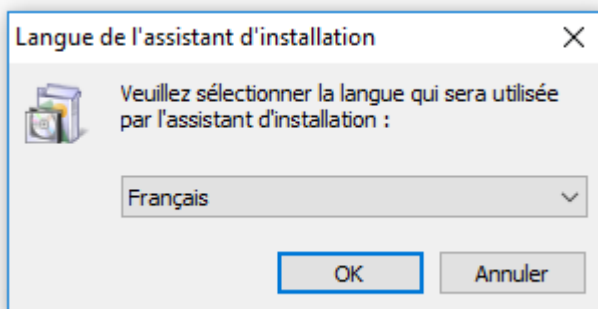 Langue de l'assistant d'installation
Veuillez sélectionner la langue qui sera utilisée
par l'assistant d'installation :
Français
OK
Annuler